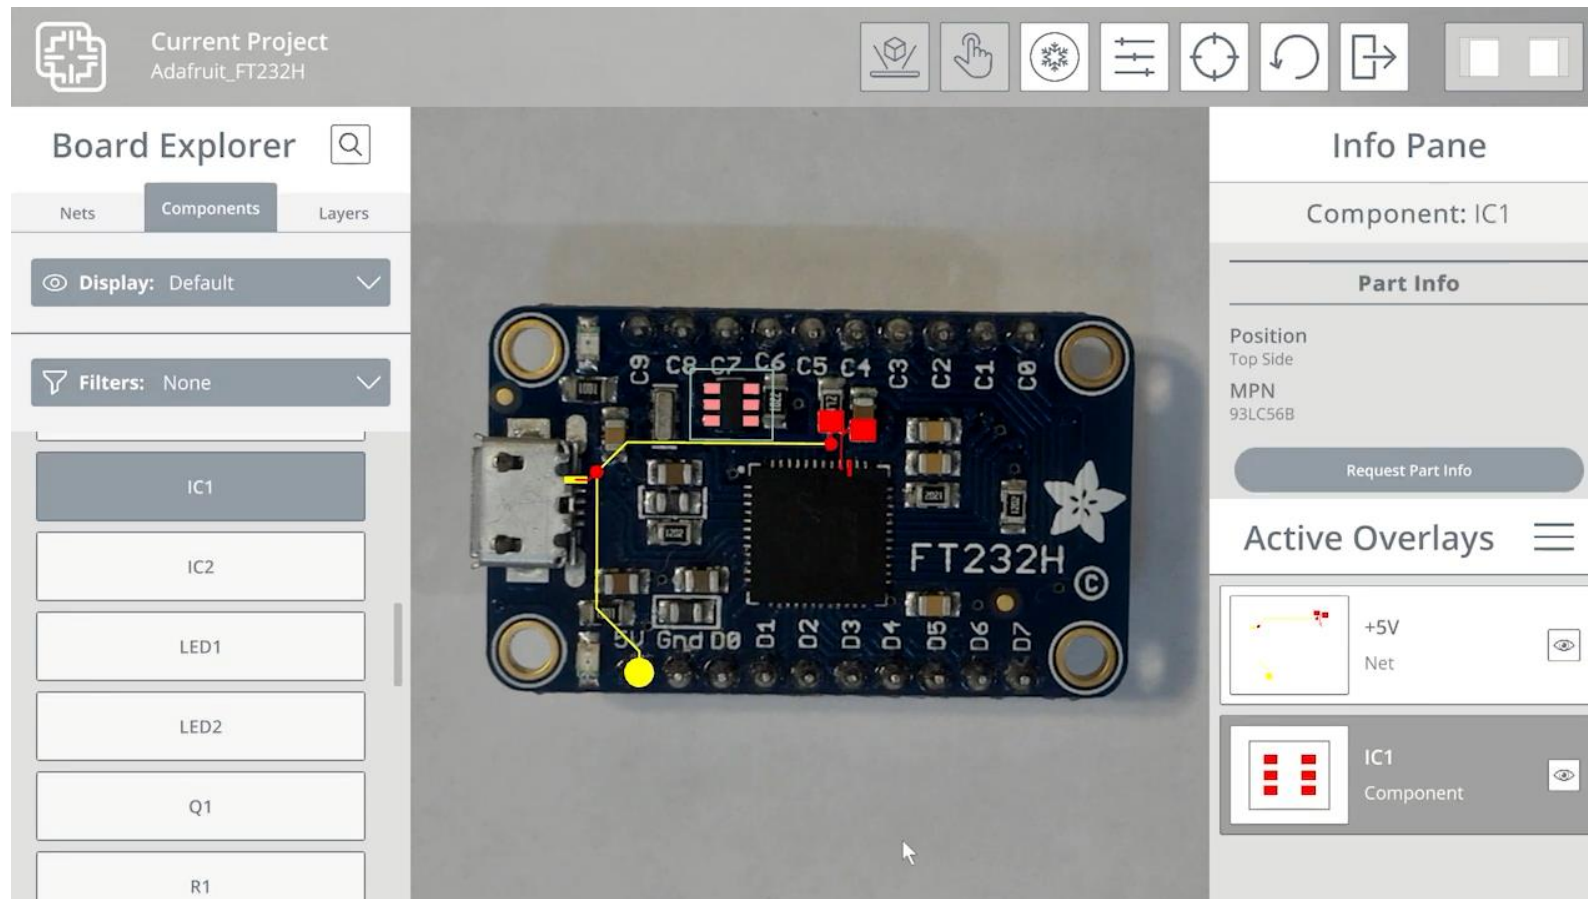 Current Project
Adafruit_FT232H
Board Explorer
Nets
Components
Layers
Display: Default
Filters: None
IC1
IC2
LED1
LED2
Q1
R1
C9 C8 C7 C6 C5 C4 C3 C2 C1 C0
1001
1202
FT232H
©
5V Gnd D0 D1 D2 D3 D4 D5 D6 D7
Info Pane
Component: IC1
Part Info
Position
Top Side
MPN
93LC56B
Request Part Info
Active Overlays
+5V
Net
IC1
Component